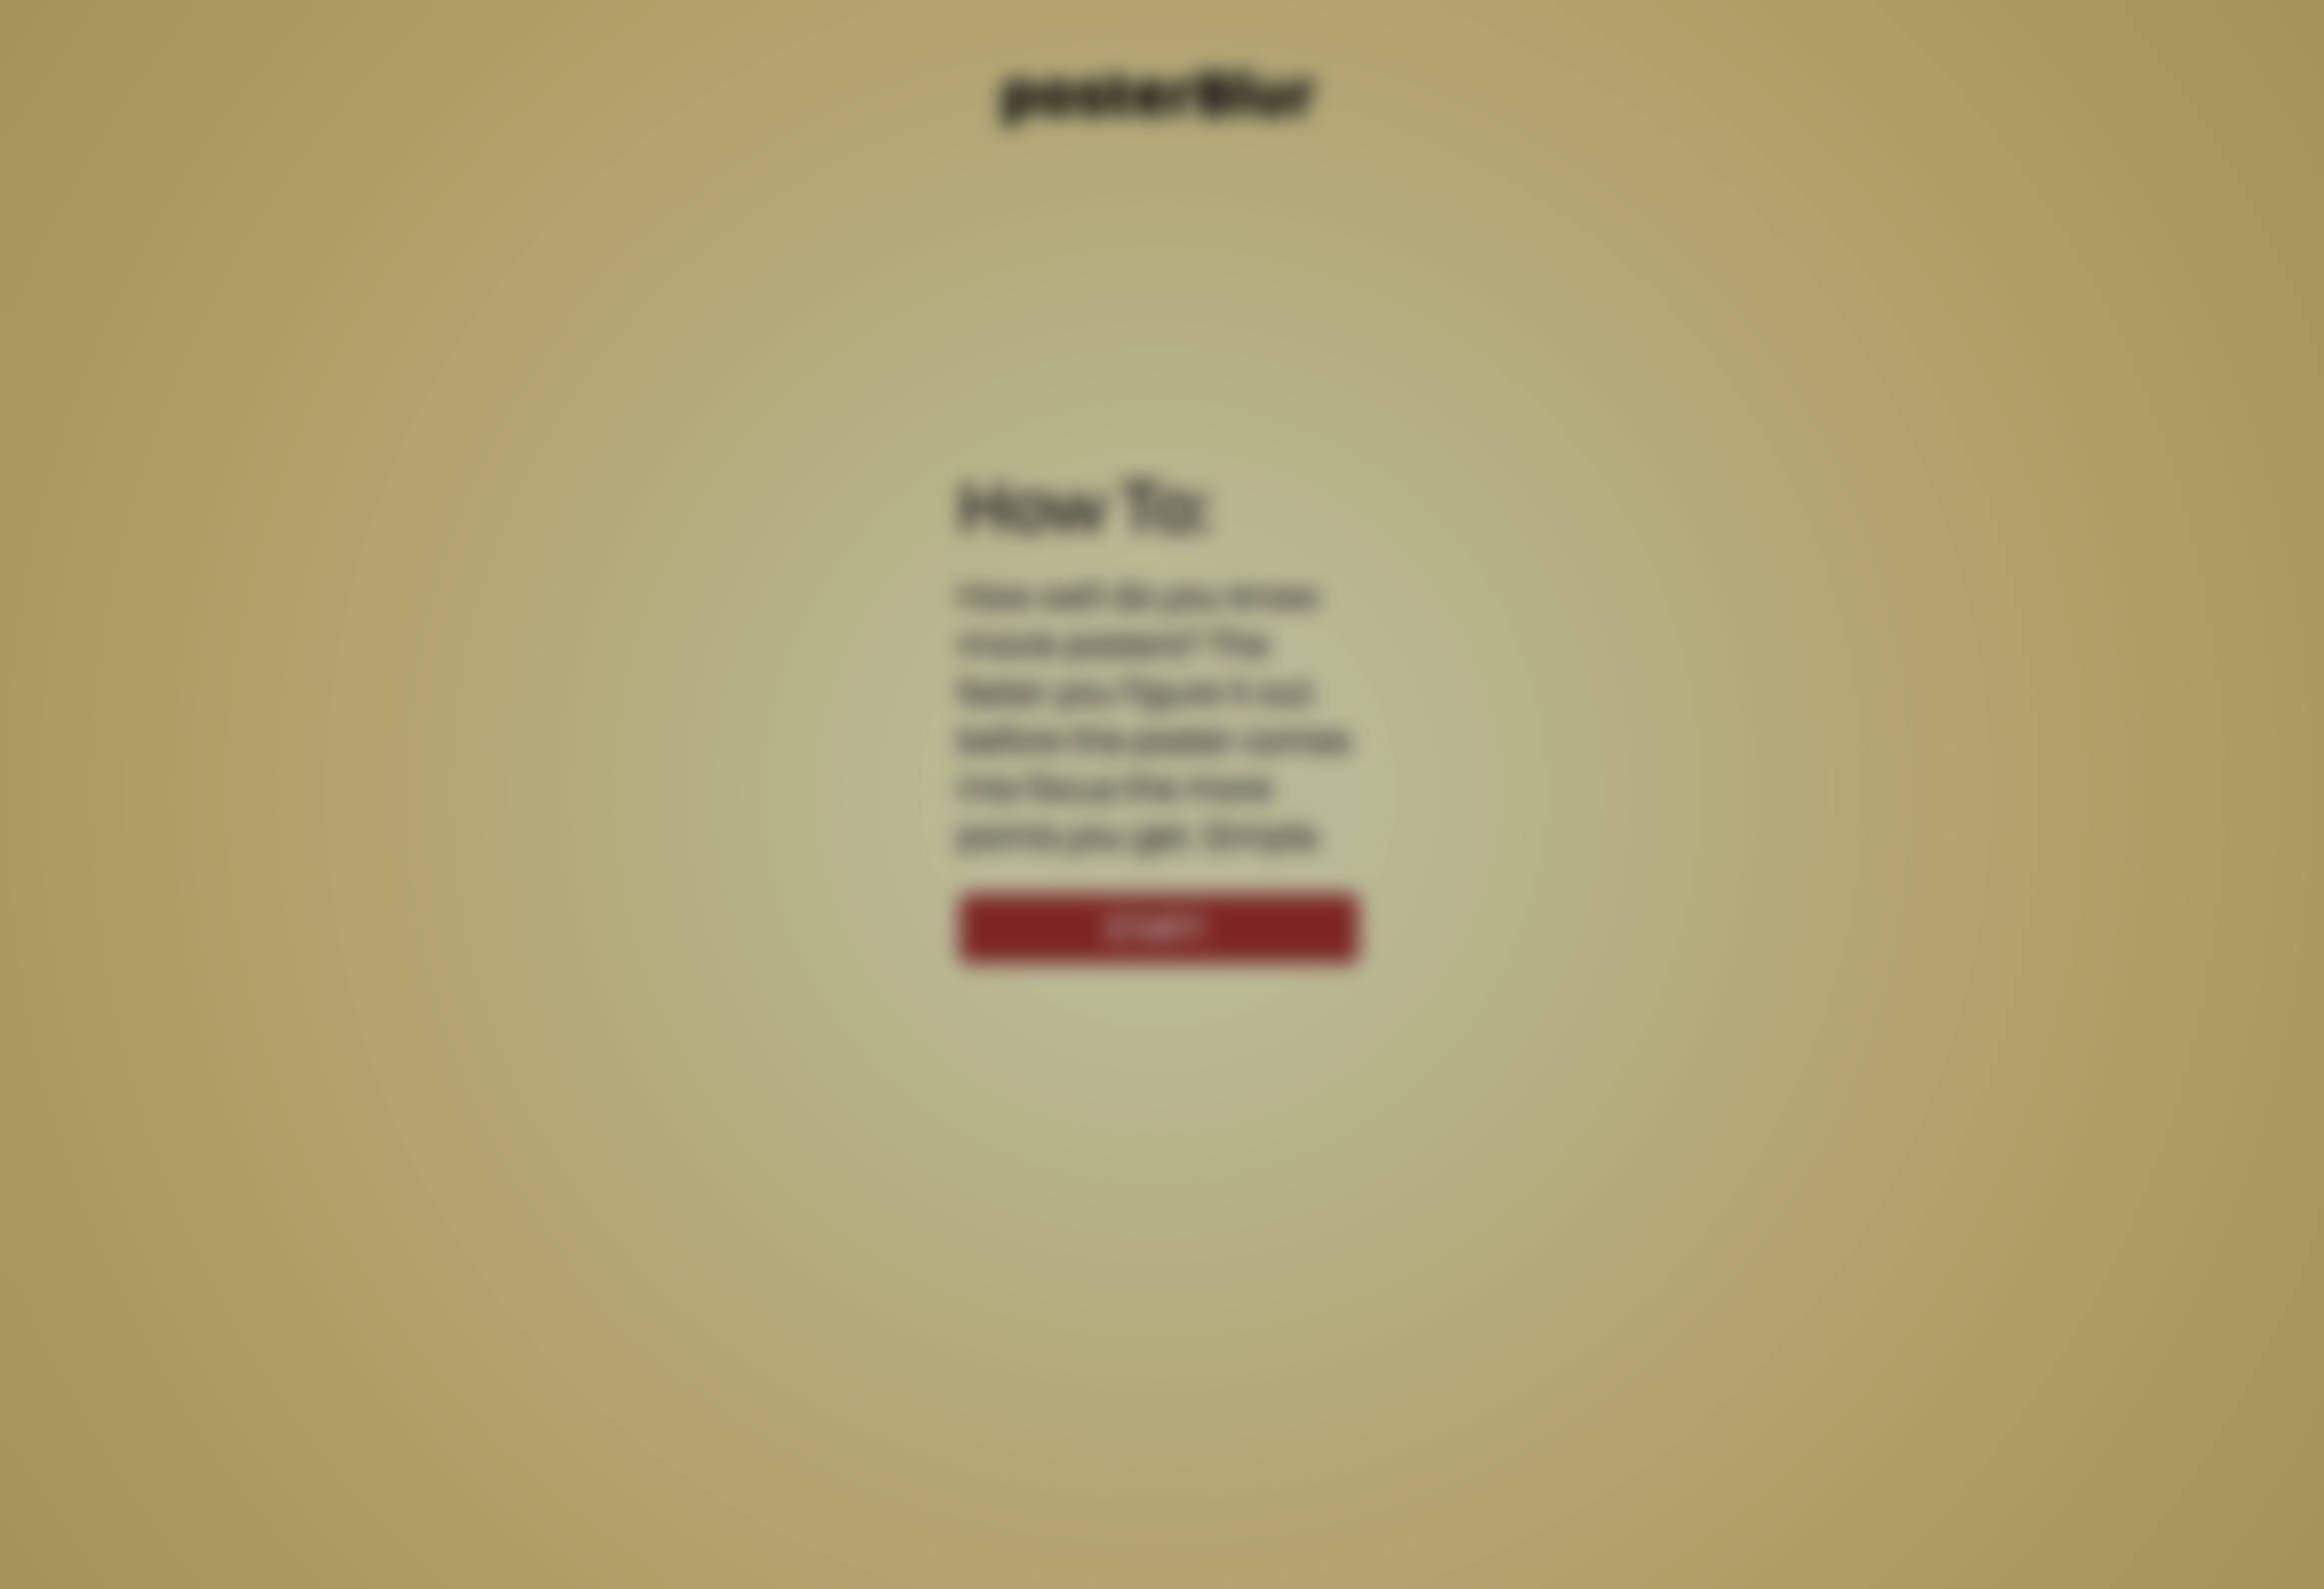 posterBlur
How To:
How well do you know
movie posters? The
faster you figure it out
before the poster comes
into focus the more
points you get. Simple.
START